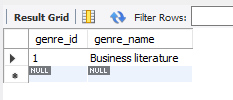 Result Grid Filter Rows:
genre_id genre_name
1 Business literature
NULL NULL